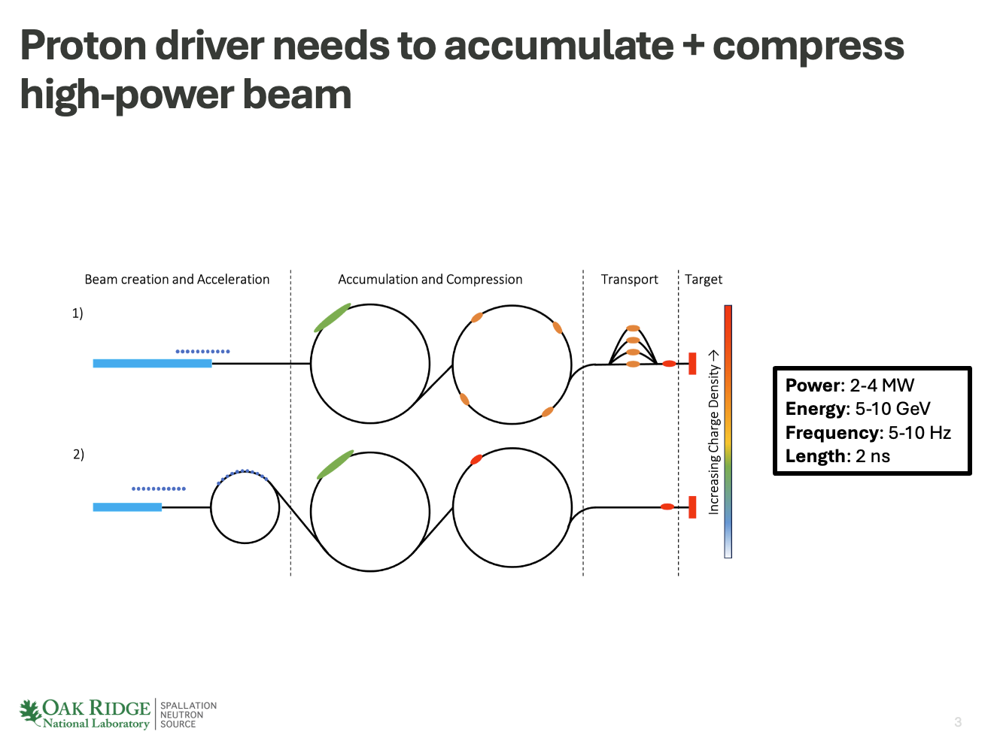 Proton driver needs to accumulate + compress
high-power beam
Beam creation and Acceleration
Accumulation and Compression
Transport
Target
1)
2)
Increasing Charge Density →
Power: 2-4 MW
Energy: 5-10 GeV
Frequency: 5-10 Hz
Length: 2 ns
OAK RIDGE
National Laboratory
SPALLATION
NEUTRON
SOURCE
3